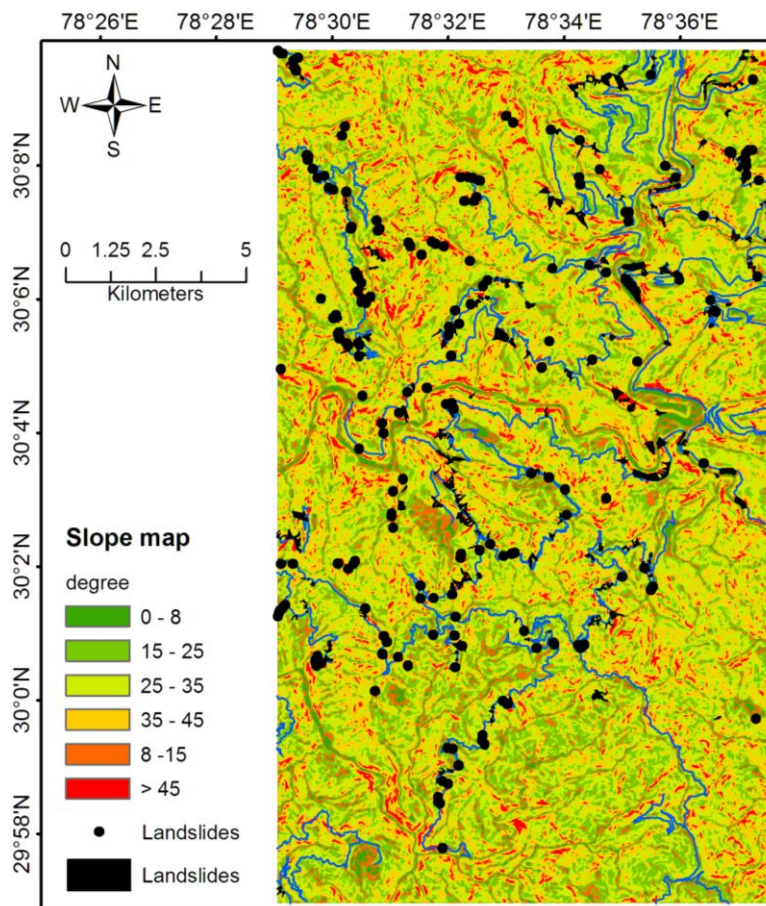 78°26'E 78°28'E 78°30'E 78°32'E 78°34'E 78°36'E
N
W E
S
30°8'N
0 1.25 2.5 5
Kilometers
30°6'N
30°4'N
30°2'N
Slope map
degree
0 - 8
15 - 25
25 - 35
30°0'N
35 - 45
8 -15
> 45
29°58'N
Landslides
Landslides